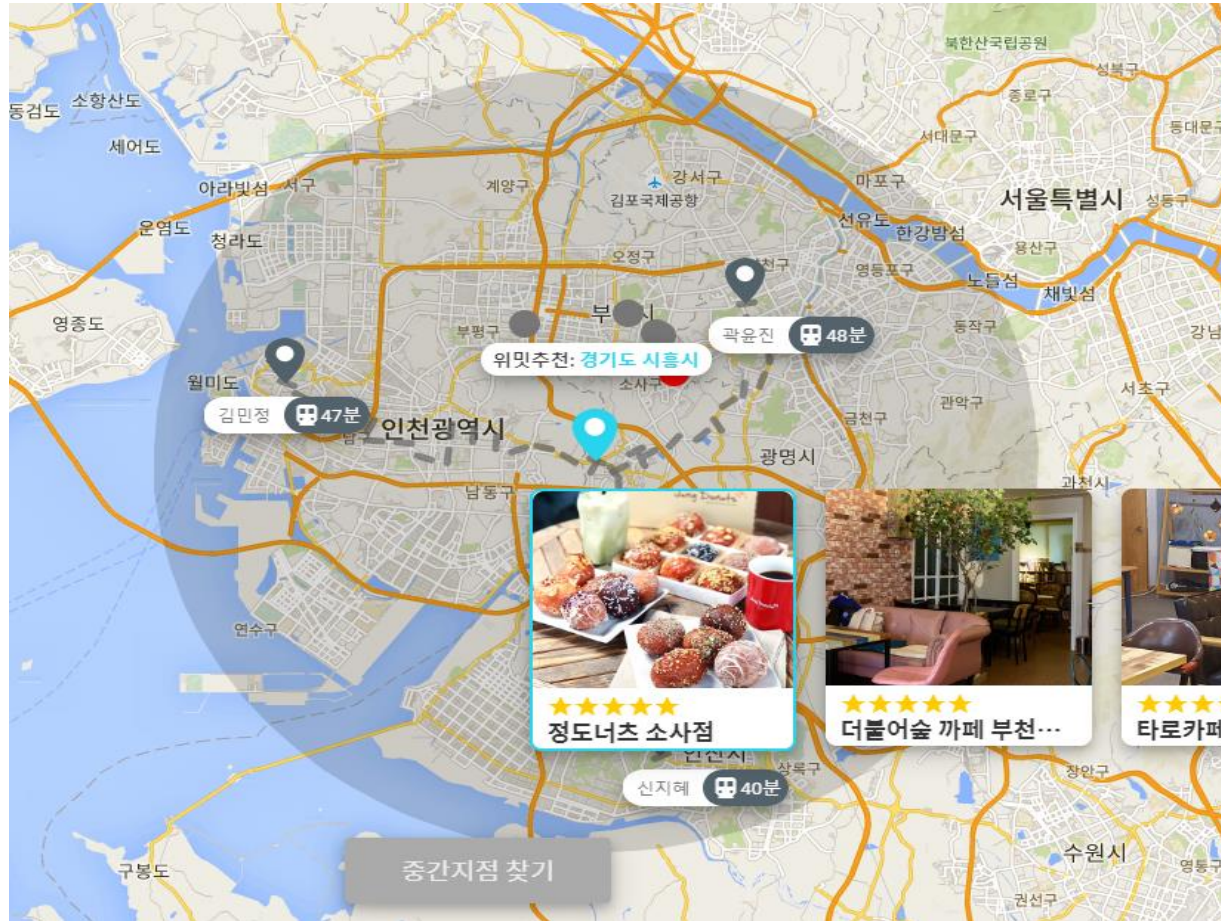 북한산국립공원
성북구
소항산도
동검도
종로구
동대문
세어도
서대문구
아라빛섬
서구
계양구
강서구
마포구
김포국제공항
서울특별시
성동구
운염도
선유도
한강밤섬
청라도
용산구
오정구
영등포구
노들섬
채빛섬
영종도
부평구
동작구
강남
곽윤진 48분
위밋추천: 경기도 시흥시
월미도
소사구
서초구
관악구
김민정 47분
금천구
인천광역시
광명시
과천시
남동구
Jung Donuts
연수구
★★★★★
정도너츠 소사점
★★★★★
더불어숲 까페 부천…
타로카페
안산시
상록구
장안구
신지혜 40분
수원시
구봉도
중간지점 찾기
영통구
권선구